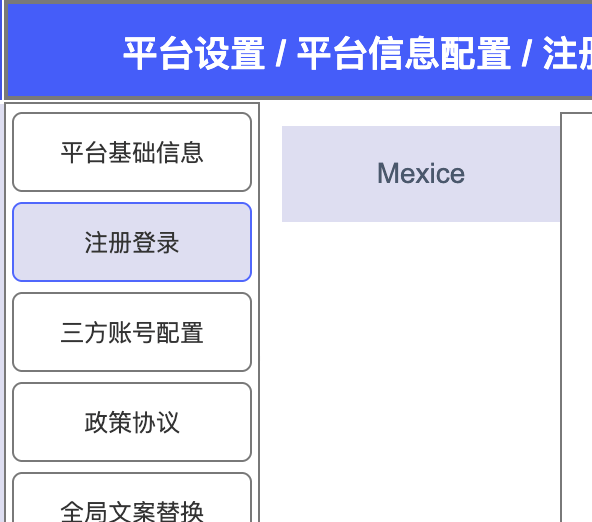 平台设置 / 平台信息配置 / 注册
平台基础信息
Mexice
注册登录
三方账号配置
政策协议
全局文案替换